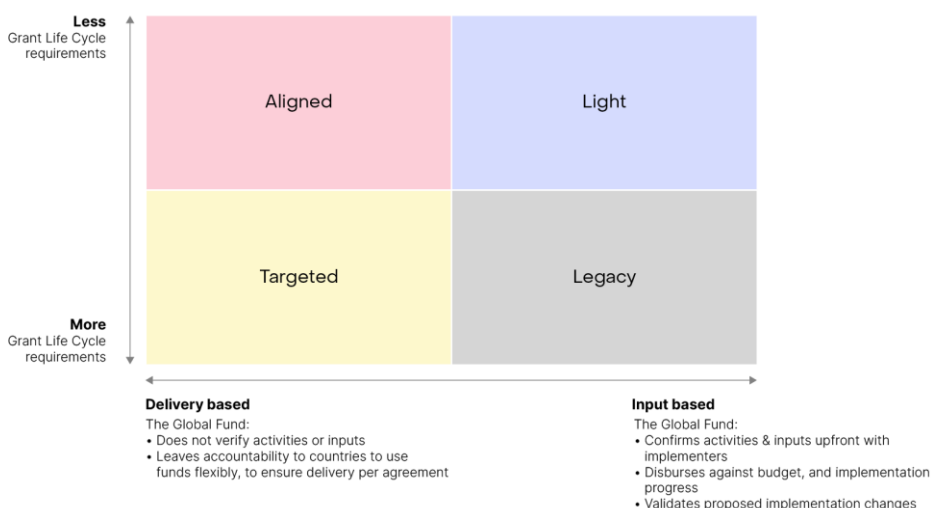 Less
Grant Life Cycle
requirements
Aligned
Light
Targeted
Legacy
More
Grant Life Cycle
requirements
Delivery based
The Global Fund:
• Does not verify activities or inputs
• Leaves accountability to countries to use
funds flexibly, to ensure delivery per agreement
Input based
The Global Fund:
• Confirms activities & inputs upfront with
implementers
• Disburses against budget, and implementation
progress
• Validates proposed implementation changes